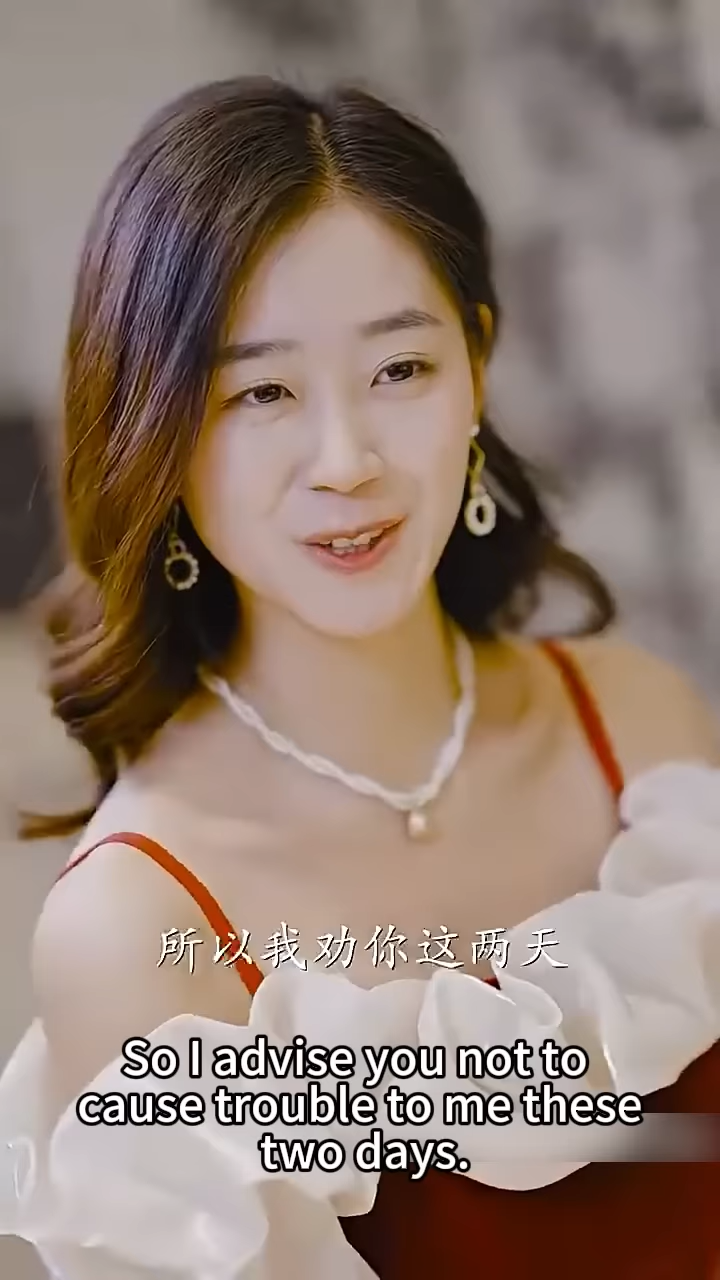 所以我劝你这两天
So I advise you not to
cause trouble to me these
two days.